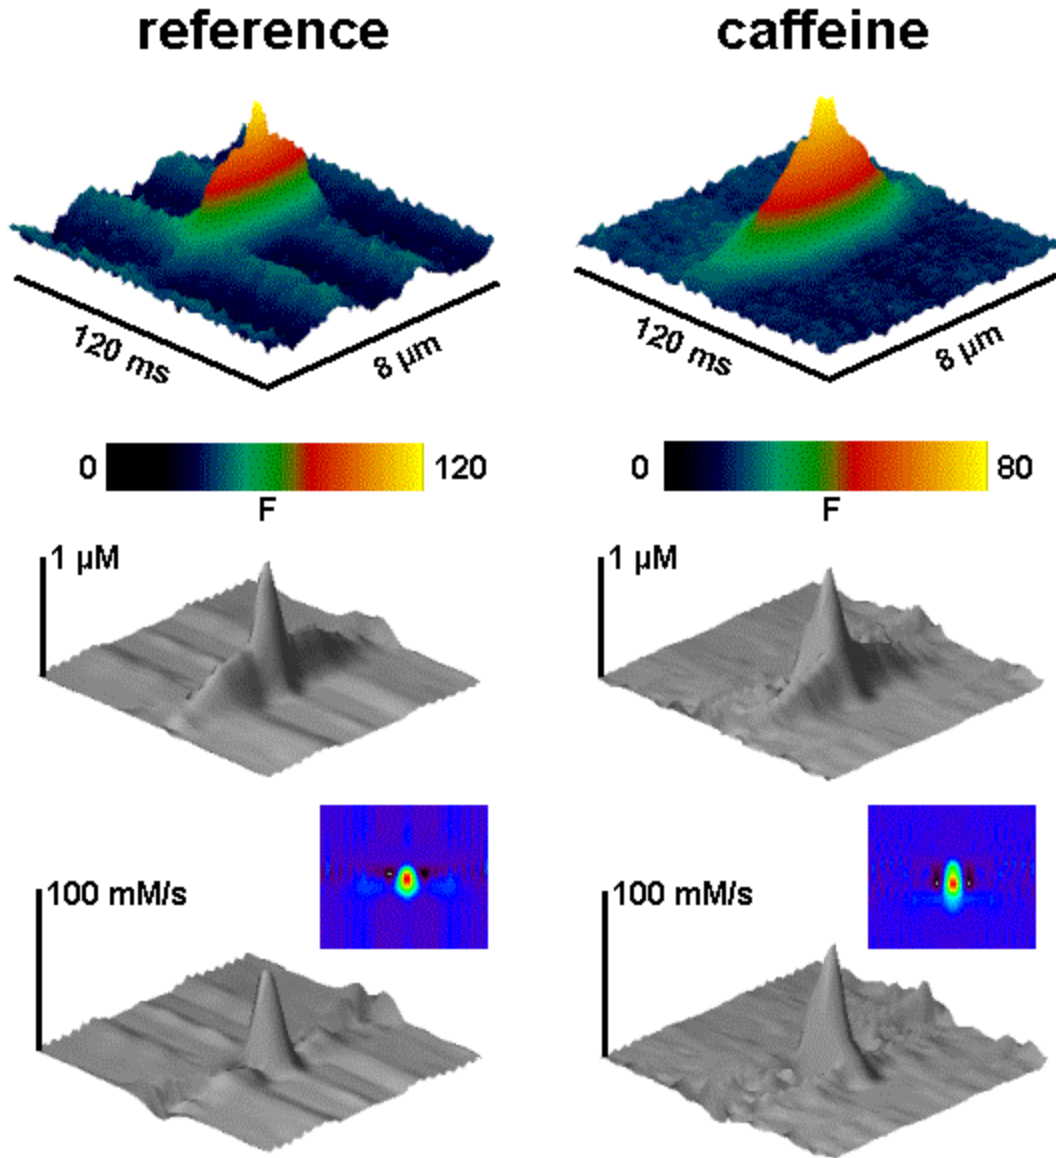 reference caffeine
120 ms 8 µm 120 ms 8 µm
0 120 0 80
F F
1 µM 1 µM
100 mM/s 100 mM/s